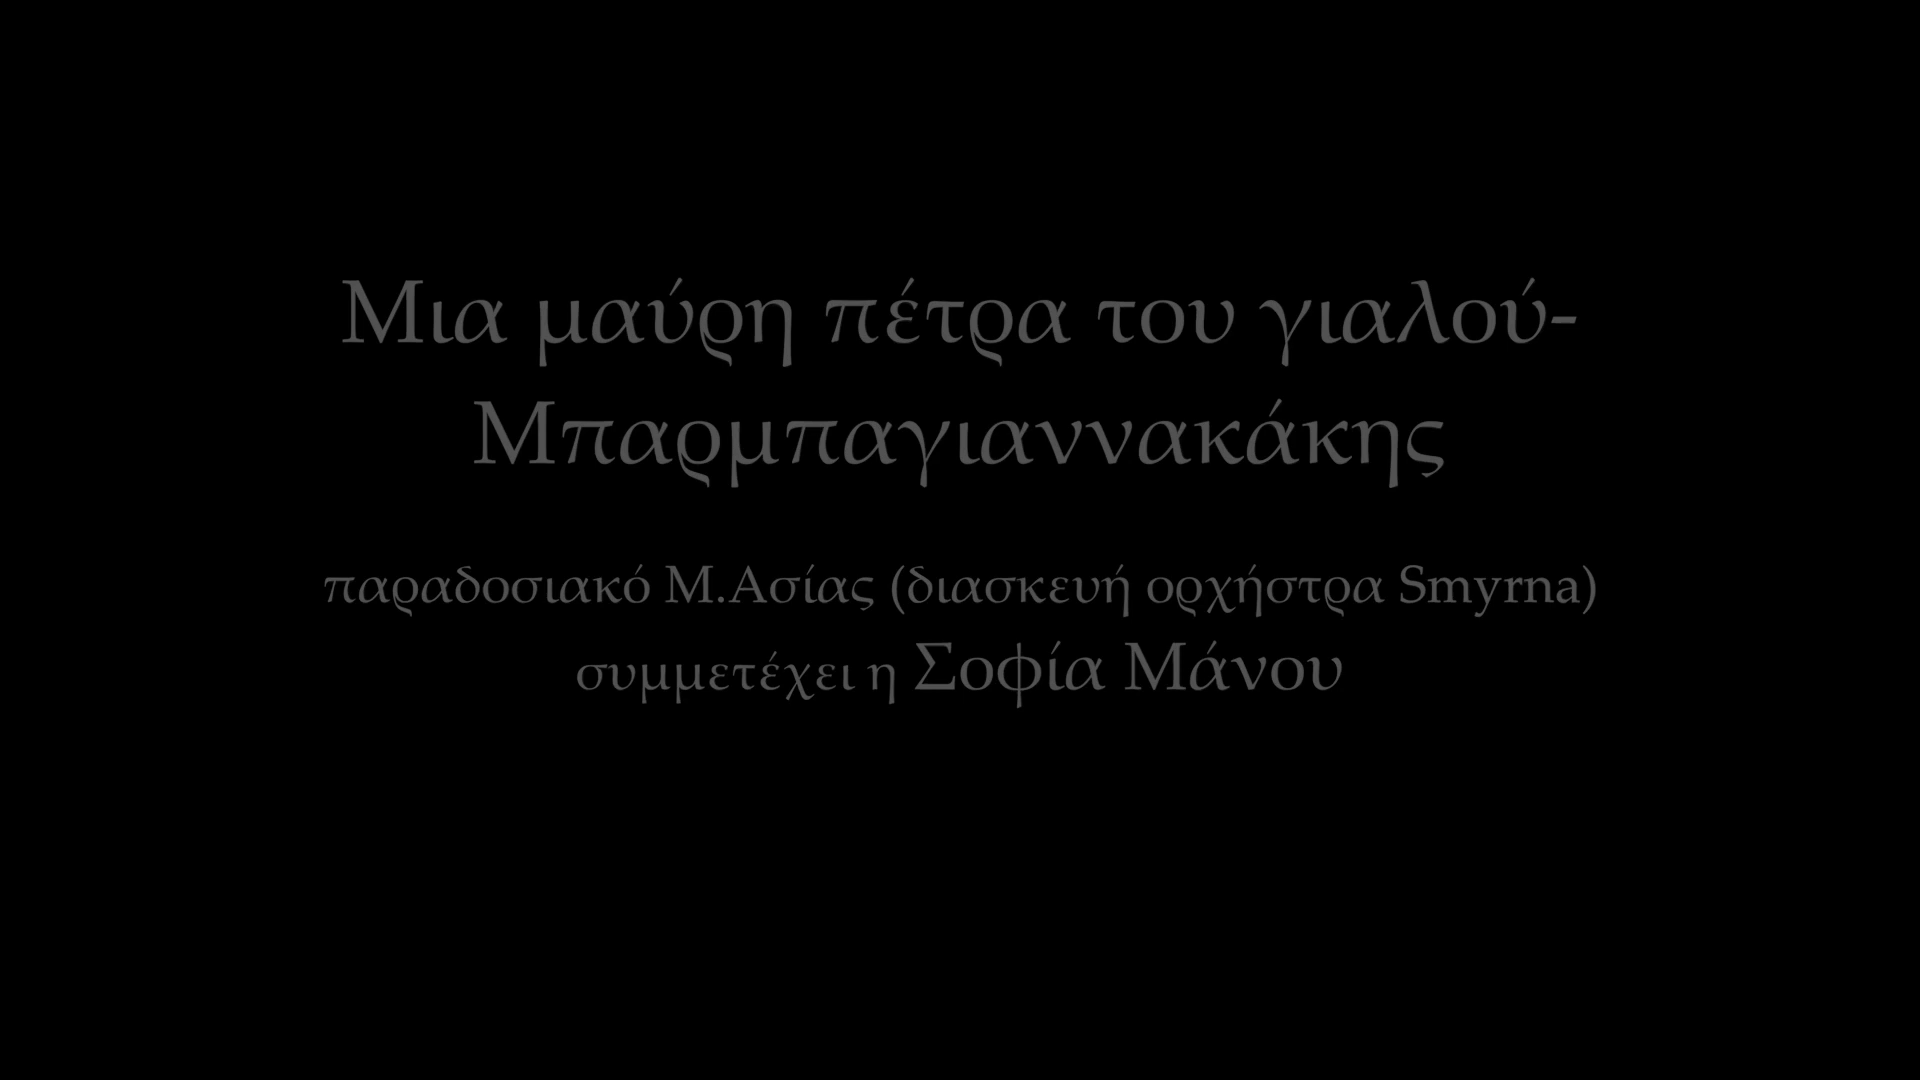 Μια μαύρη πέτρα του γιαλού-
Μπαρμπαγιαννακάκης
παραδοσιακό Μ.Ασίας (διασκευή ορχήστρα Smyrna)
συμμετέχει η Σοφία Μάνου